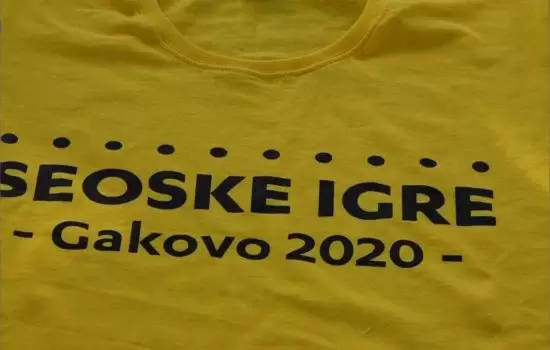 SEOSKE IGRE
- Gakovo 2020 -